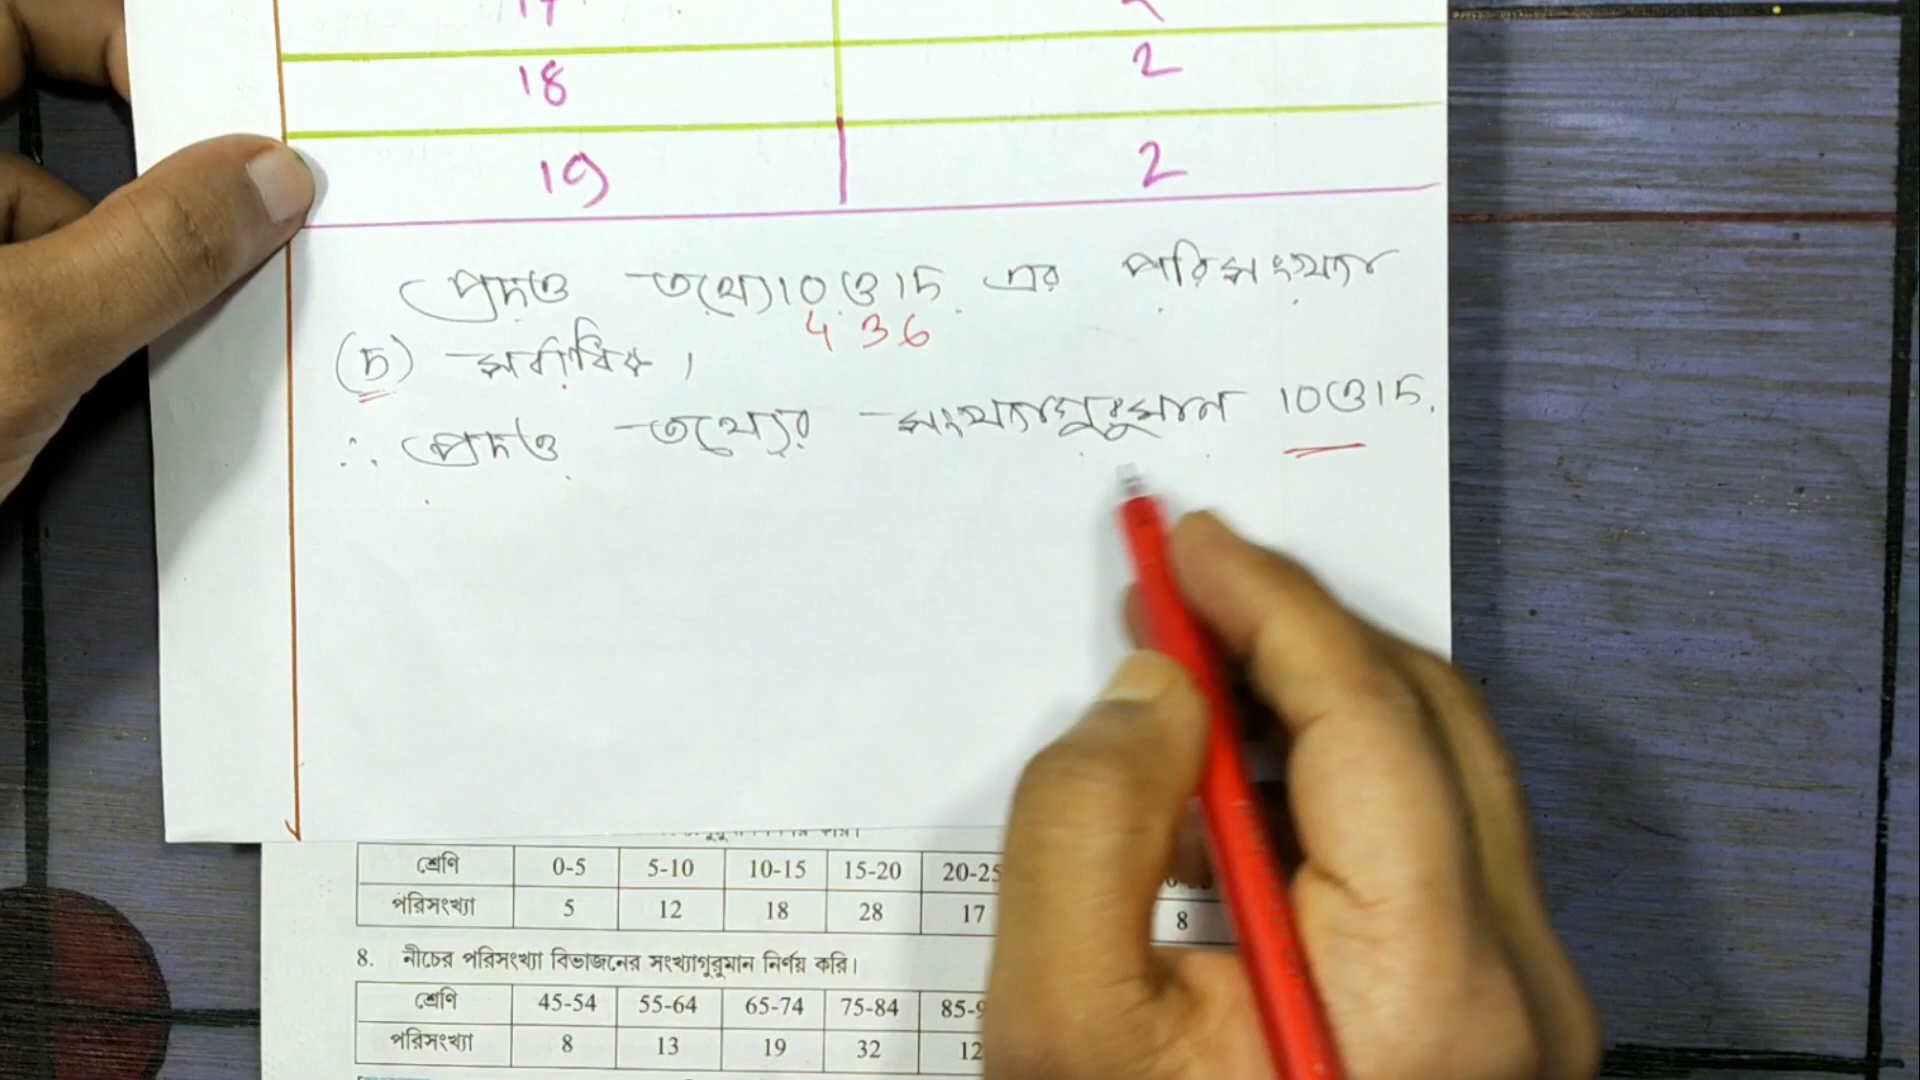 18 2
19 2
প্রদত্ত তথ্যে 10 ও 15 এর পরিসংখ্যা
4 3 6
(5) সর্বাধিক।
∴ প্রদত্ত তথ্যের সংখ্যাগুরুমান 10 ও 15.
শ্রেণি 0-5 5-10 10-15 15-20 20-25
পরিসংখ্যা 5 12 18 28 17 8
8. নীচের পরিসংখ্যা বিভাজনের সংখ্যাগুরুমান নির্ণয় করি।
শ্রেণি 45-54 55-64 65-74 75-84
পরিসংখ্যা 8 13 19 32 12